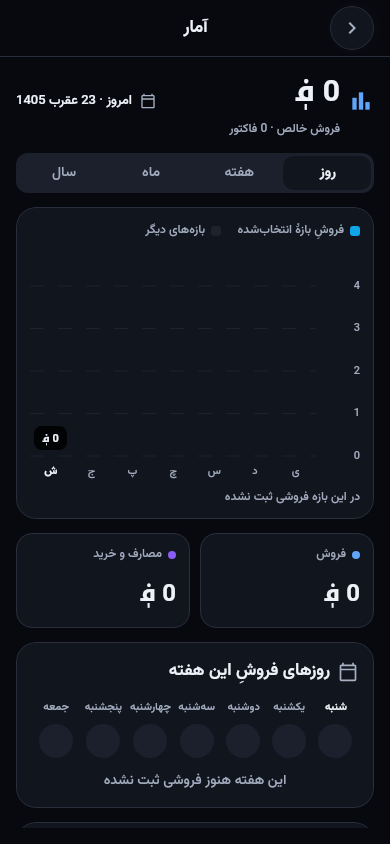 آمار
0 ؋
فروش خالص · 0 فاکتور
امروز · 23 عقرب 1405
روز
هفته
ماه
سال
فروشِ بازهٔ انتخاب‌شده
بازه‌های دیگر
4
3
2
1
0
0 ؋
ی
د
س
چ
پ
ج
ش
در این بازه فروشی ثبت نشده
فروش
0 ؋
مصارف و خرید
0 ؋
روزهای فروشِ این هفته
شنبه
یکشنبه
دوشنبه
سه‌شنبه
چهارشنبه
پنجشنبه
جمعه
این هفته هنوز فروشی ثبت نشده